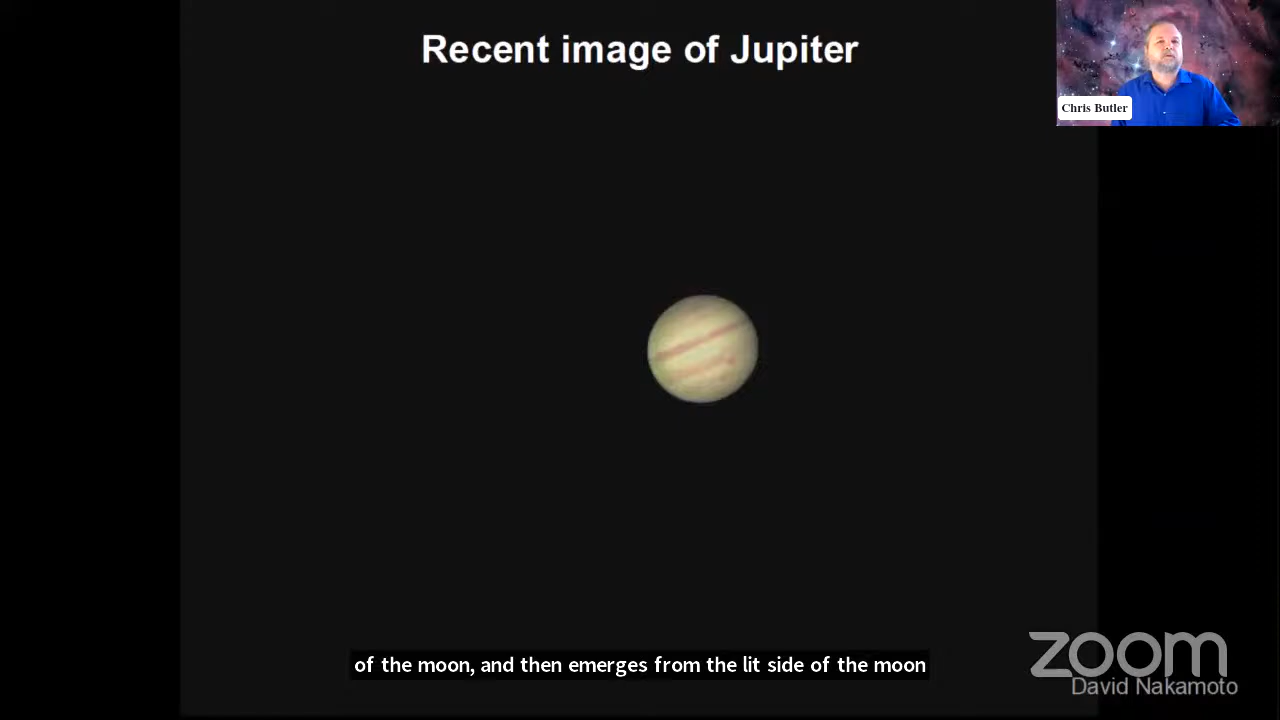 Recent image of Jupiter
Chris Butler
of the moon, and then emerges from the lit side of the moon
zoom
David Nakamoto